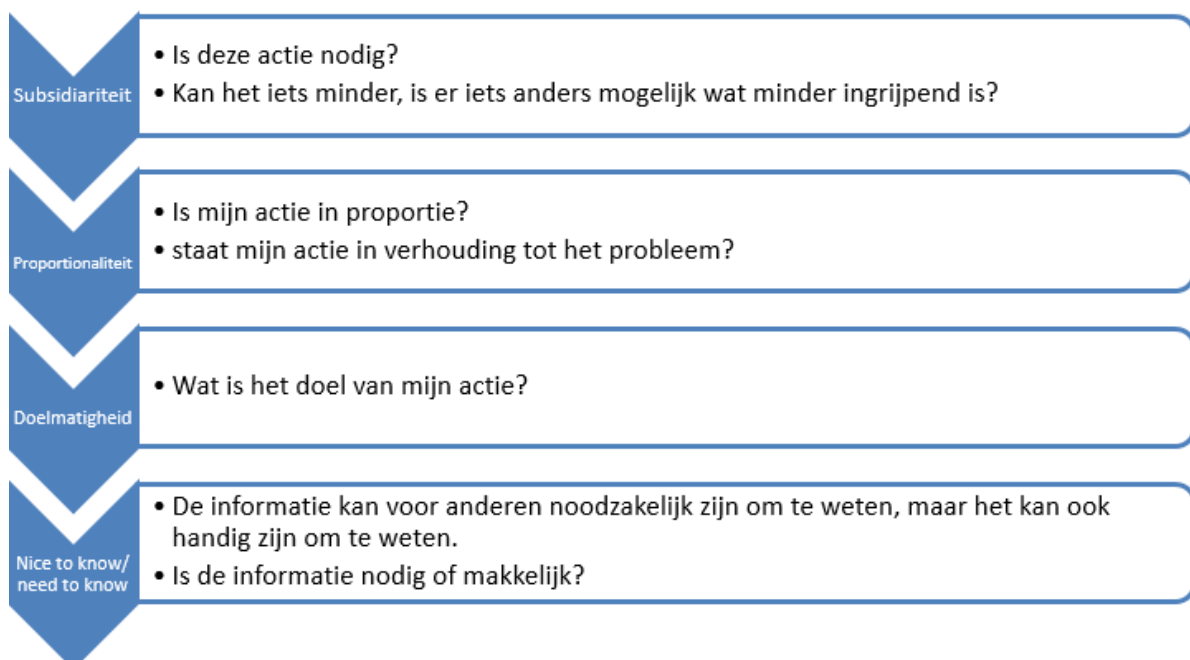 Subsidiariteit
• Is deze actie nodig?
• Kan het iets minder, is er iets anders mogelijk wat minder ingrijpend is?
Proportionaliteit
• Is mijn actie in proportie?
• staat mijn actie in verhouding tot het probleem?
Doelmatigheid
• Wat is het doel van mijn actie?
Nice to know/
need to know
• De informatie kan voor anderen noodzakelijk zijn om te weten, maar het kan ook
handig zijn om te weten.
• Is de informatie nodig of makkelijk?